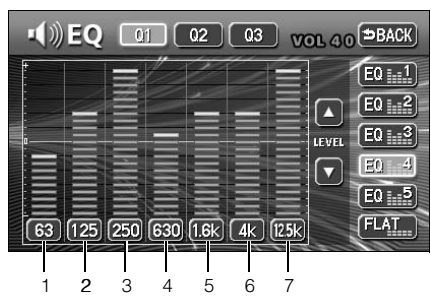 EQ Q1 Q2 Q3 VOL 40 BACK
EQ 1
+
EQ 2
0
LEVEL
EQ 3
EQ 4
-
EQ 5
63 125 250 630 1.6k 4k 12.5k
FLAT
1 2 3 4 5 6 7